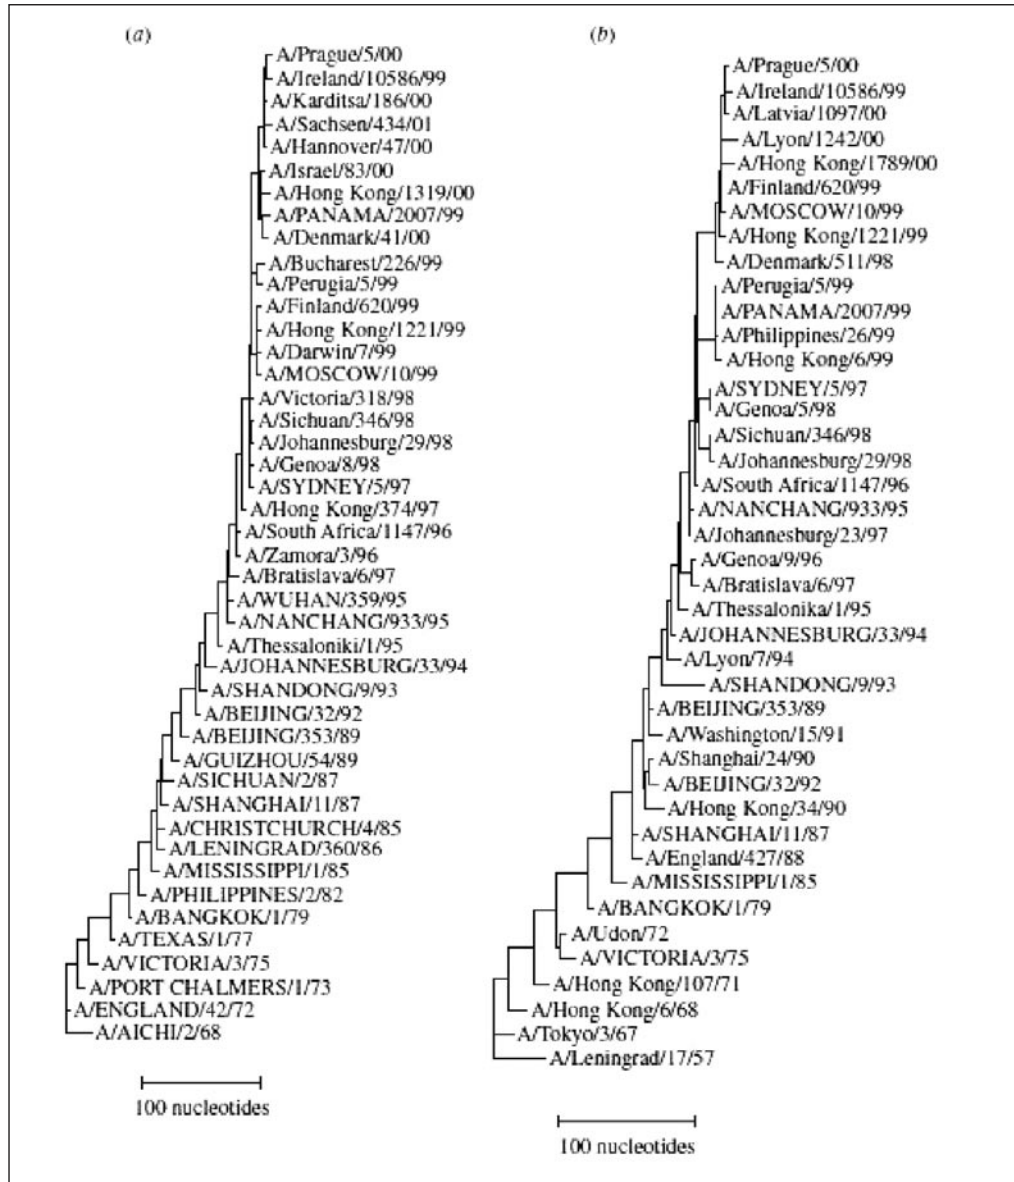 (a)
A/Prague/5/00
A/Ireland/10586/99
A/Karditsa/186/00
A/Sachsen/434/01
A/Hannover/47/00
A/Israel/83/00
A/Hong Kong/1319/00
A/PANAMA/2007/99
A/Denmark/41/00
A/Bucharest/226/99
A/Perugia/5/99
A/Finland/620/99
A/Hong Kong/1221/99
A/Darwin/7/99
A/MOSCOW/10/99
A/Victoria/318/98
A/Sichuan/346/98
A/Johannesburg/29/98
A/Genoa/8/98
A/SYDNEY/5/97
A/Hong Kong/374/97
A/South Africa/1147/96
A/Zamora/3/96
A/Bratislava/6/97
A/WUHAN/359/95
A/NANCHANG/933/95
A/Thessaloniki/1/95
A/JOHANNESBURG/33/94
A/SHANDONG/9/93
A/BEIJING/32/92
A/BEIJING/353/89
A/GUIZHOU/54/89
A/SICHUAN/2/87
A/SHANGHAI/11/87
A/CHRISTCHURCH/4/85
A/LENINGRAD/360/86
A/MISSISSIPPI/1/85
A/PHILIPPINES/2/82
A/BANGKOK/1/79
A/TEXAS/1/77
A/VICTORIA/3/75
A/PORT CHALMERS/1/73
A/ENGLAND/42/72
A/AICHI/2/68
100 nucleotides
(b)
A/Prague/5/00
A/Ireland/10586/99
A/Latvia/1097/00
A/Lyon/1242/00
A/Hong Kong/1789/00
A/Finland/620/99
A/MOSCOW/10/99
A/Hong Kong/1221/99
A/Denmark/511/98
A/Perugia/5/99
A/PANAMA/2007/99
A/Philippines/26/99
A/Hong Kong/6/99
A/SYDNEY/5/97
A/Genoa/5/98
A/Sichuan/346/98
A/Johannesburg/29/98
A/South Africa/1147/96
A/NANCHANG/933/95
A/Johannesburg/23/97
A/Genoa/9/96
A/Bratislava/6/97
A/Thessalonika/1/95
A/JOHANNESBURG/33/94
A/Lyon/7/94
A/SHANDONG/9/93
A/BEIJING/353/89
A/Washington/15/91
A/Shanghai/24/90
A/BEIJING/32/92
A/Hong Kong/34/90
A/SHANGHAI/11/87
A/England/427/88
A/MISSISSIPPI/1/85
A/BANGKOK/1/79
A/Udon/72
A/VICTORIA/3/75
A/Hong Kong/107/71
A/Hong Kong/6/68
A/Tokyo/3/67
A/Leningrad/17/57
100 nucleotides